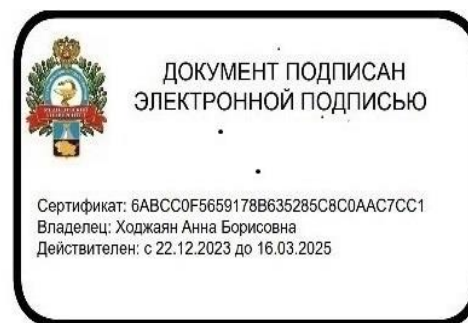 ДОКУМЕНТ ПОДПИСАН
ЭЛЕКТРОННОЙ ПОДПИСЬЮ
Сертификат: 6ABCC0F5659178B635285C8C0AAC7CC1
Владелец: Ходжаян Анна Борисовна
Действителен: с 22.12.2023 до 16.03.2025